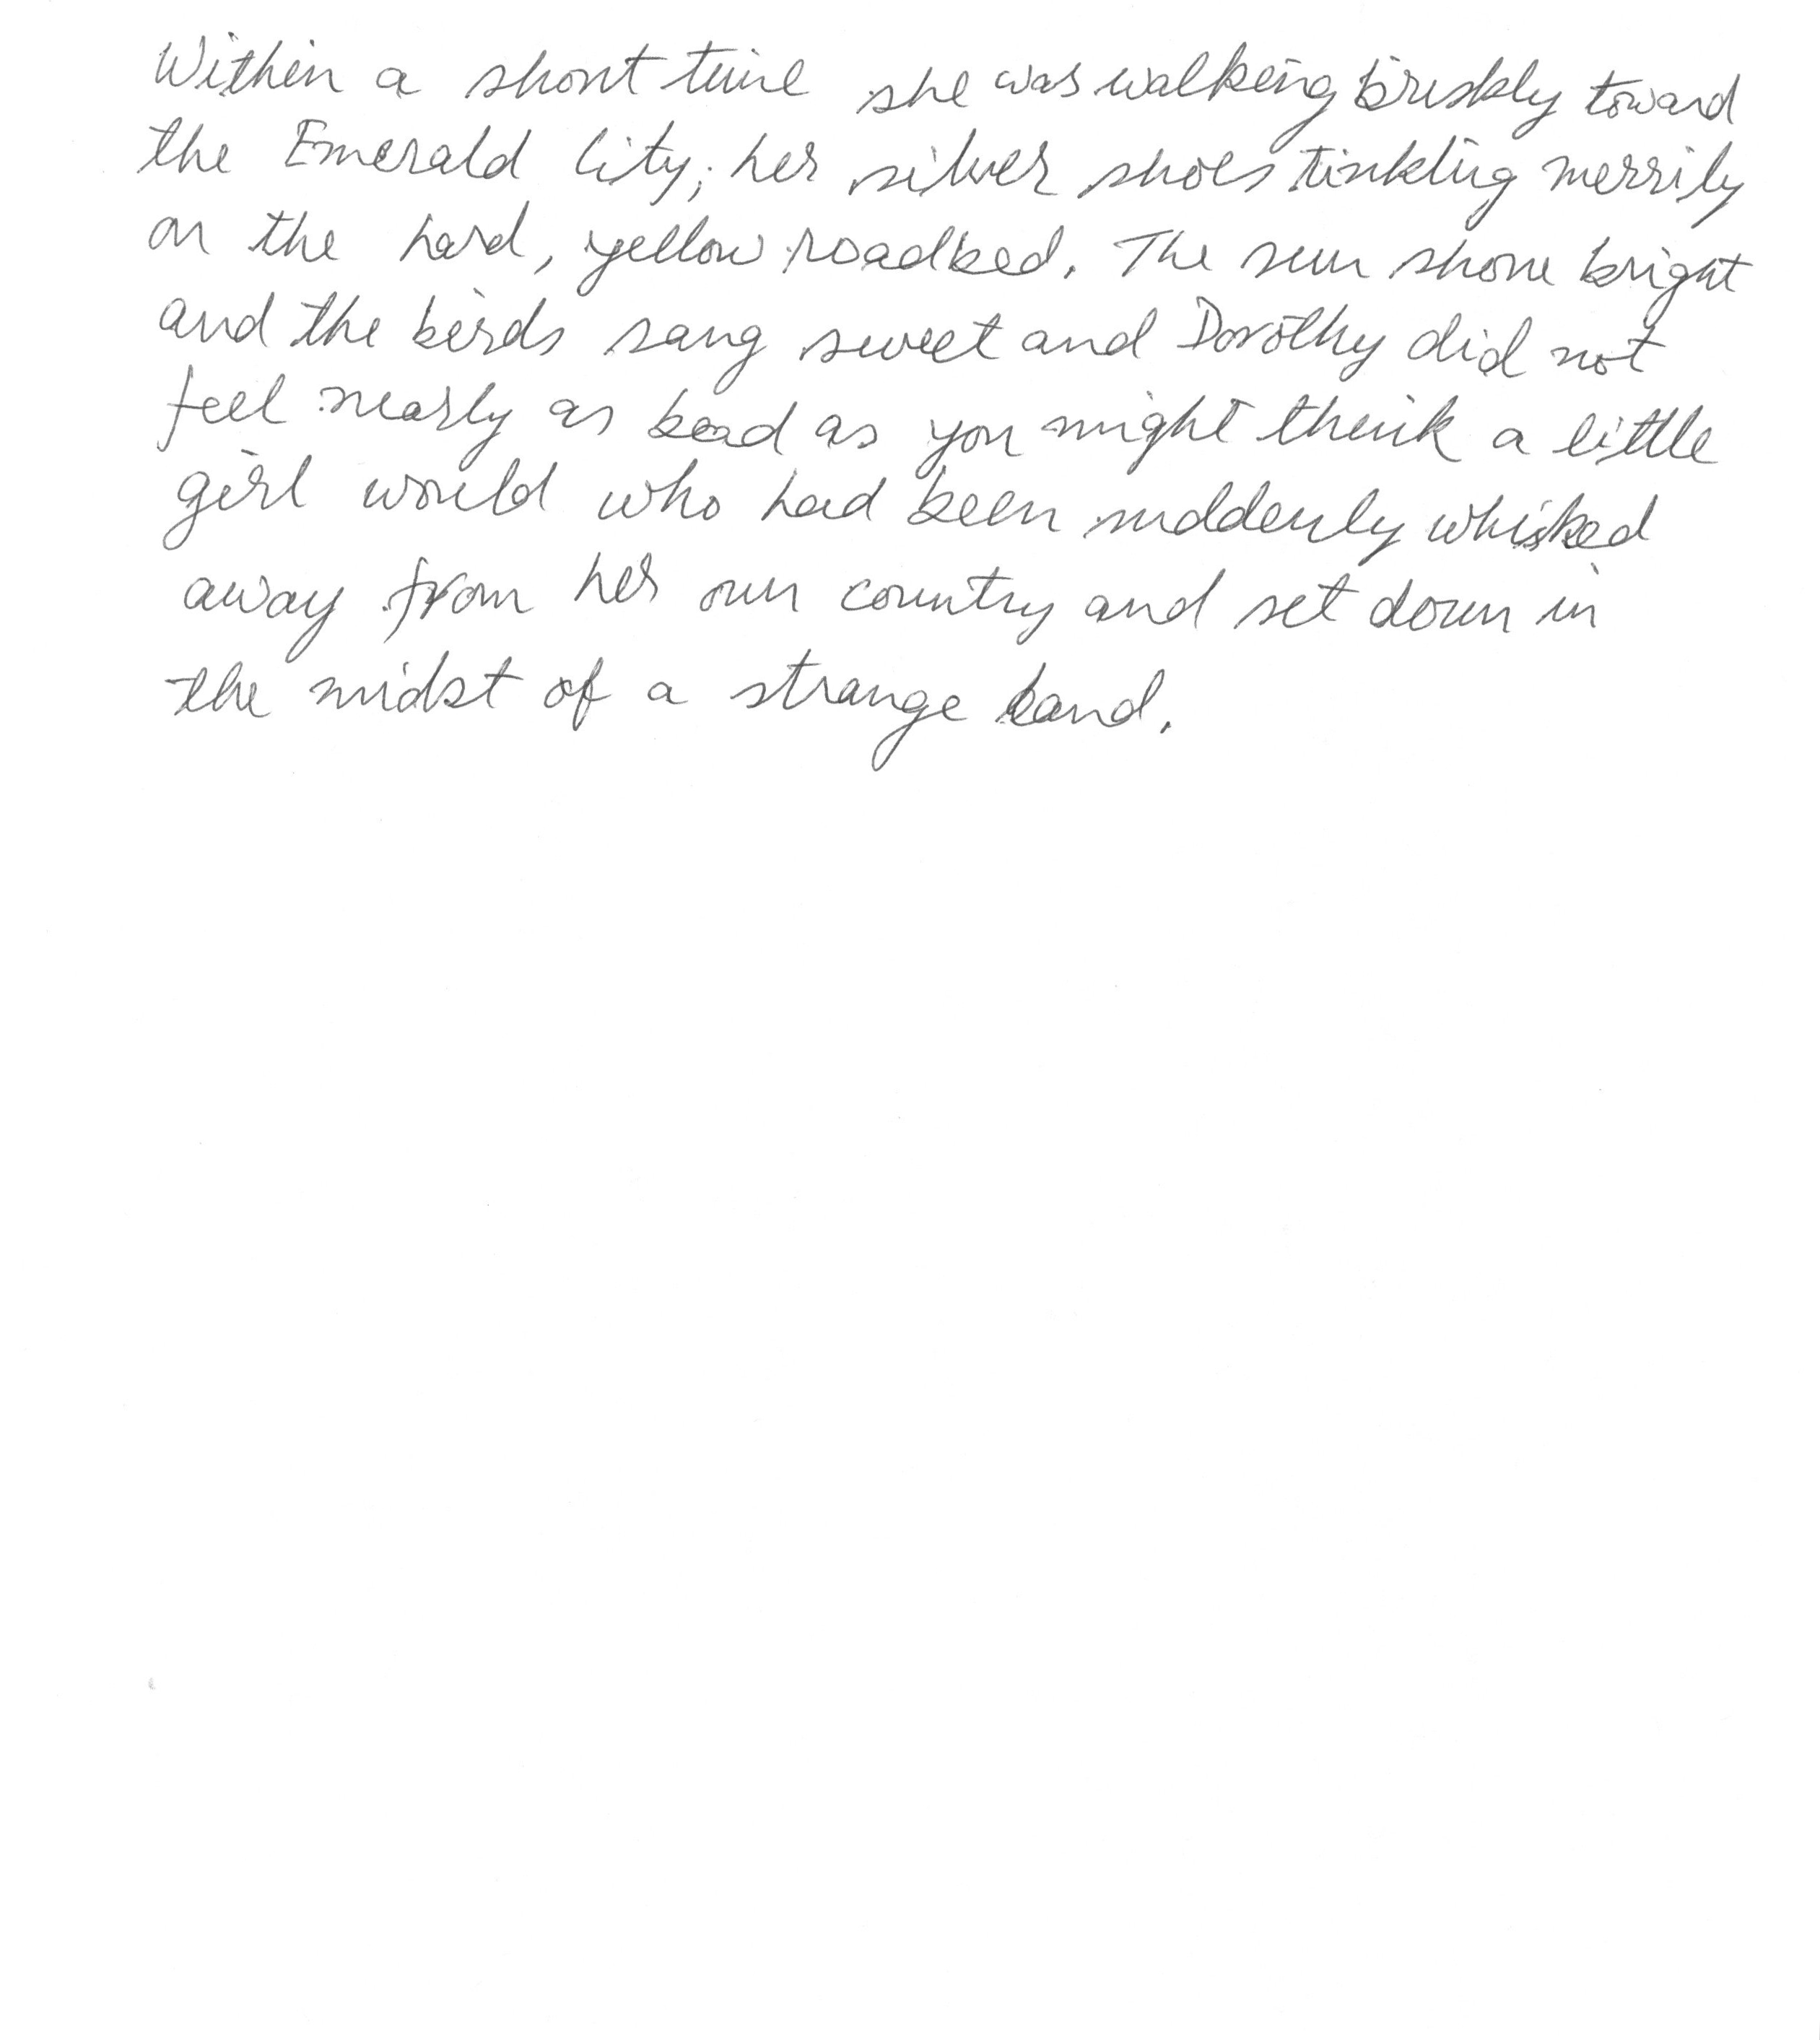 Within a short time she was walking briskly toward
the Emerald City; her silver shoes tinkling merrily
on the hard, yellow roadbed. The sun shone bright
and the birds sang sweet and Dorothy did not
feel nearly as bad as you might think a little
girl would who had been suddenly whisked
away from her own country and set down in
the midst of a strange land.